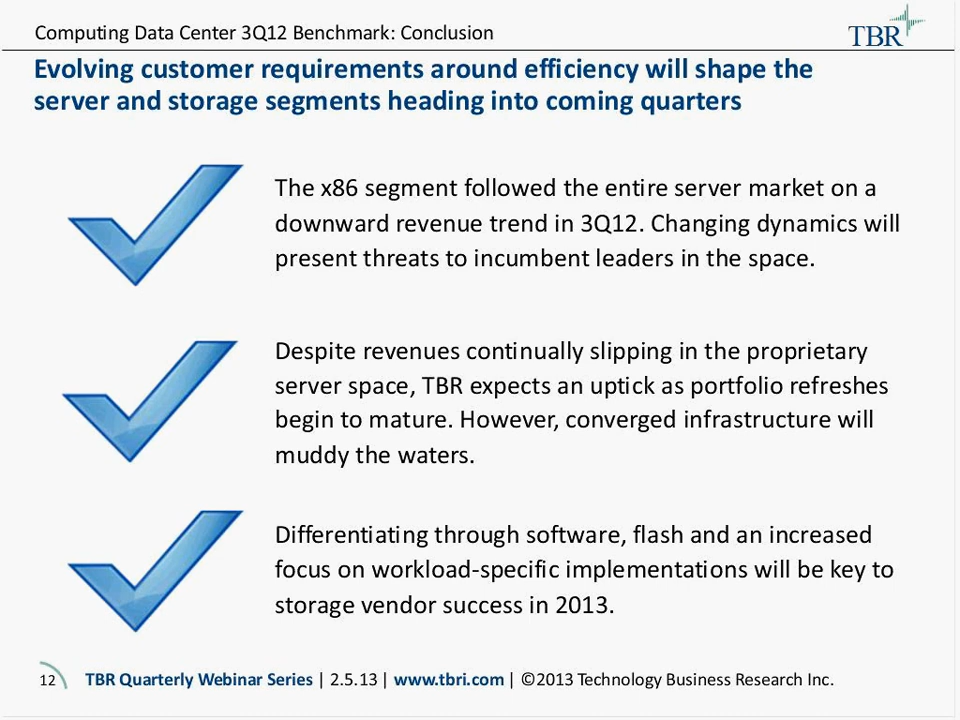 Computing Data Center 3Q12 Benchmark: Conclusion
TBR
Evolving customer requirements around efficiency will shape the
server and storage segments heading into coming quarters
The x86 segment followed the entire server market on a
downward revenue trend in 3Q12. Changing dynamics will
present threats to incumbent leaders in the space.
Despite revenues continually slipping in the proprietary
server space, TBR expects an uptick as portfolio refreshes
begin to mature. However, converged infrastructure will
muddy the waters.
Differentiating through software, flash and an increased
focus on workload-specific implementations will be key to
storage vendor success in 2013.
12 TBR Quarterly Webinar Series | 2.5.13 | www.tbri.com | ©2013 Technology Business Research Inc.